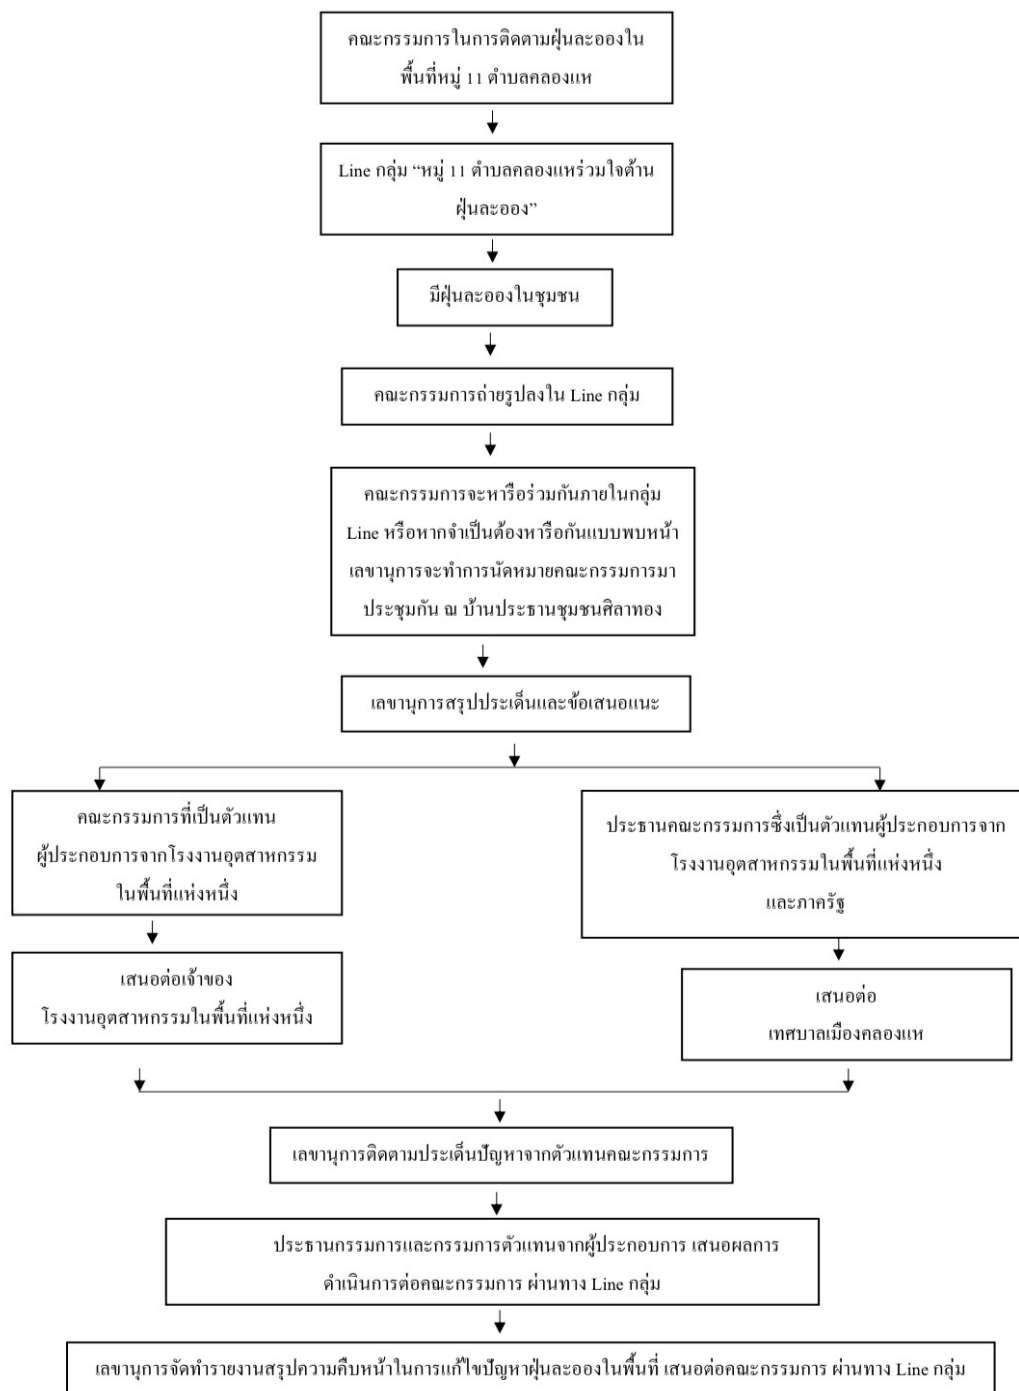 คณะกรรมการในการติดตามฝุ่นละอองใน
พื้นที่หมู่ 11 ตำบลคลองแห
Line กลุ่ม “หมู่ 11 ตำบลคลองแหร่วมใจต้าน
ฝุ่นละออง”
มีฝุ่นละอองในชุมชน
คณะกรรมการถ่ายรูปลงใน Line กลุ่ม
คณะกรรมการจะหารือร่วมกันภายในกลุ่ม
Line หรือหากจำเป็นต้องหารือกันแบบพบหน้า
เลขานุการจะทำการนัดหมายคณะกรรมการมา
ประชุมกัน ณ บ้านประธานชุมชนศิลาทอง
เลขานุการสรุปประเด็นและข้อเสนอแนะ
คณะกรรมการที่เป็นตัวแทน
ผู้ประกอบการจากโรงงานอุตสาหกรรม
ในพื้นที่แห่งหนึ่ง
ประธานคณะกรรมการซึ่งเป็นตัวแทนผู้ประกอบการจาก
โรงงานอุตสาหกรรมในพื้นที่แห่งหนึ่ง
และภาครัฐ
เสนอต่อเจ้าของ
โรงงานอุตสาหกรรมในพื้นที่แห่งหนึ่ง
เสนอต่อ
เทศบาลเมืองคลองแห
เลขานุการติดตามประเด็นปัญหาจากตัวแทนคณะกรรมการ
ประธานกรรมการและกรรมการตัวแทนจากผู้ประกอบการ เสนอผลการ
ดำเนินการต่อคณะกรรมการ ผ่านทาง Line กลุ่ม
เลขานุการจัดทำรายงานสรุปความคืบหน้าในการแก้ไขปัญหาฝุ่นละอองในพื้นที่ เสนอต่อคณะกรรมการ ผ่านทาง Line กลุ่ม